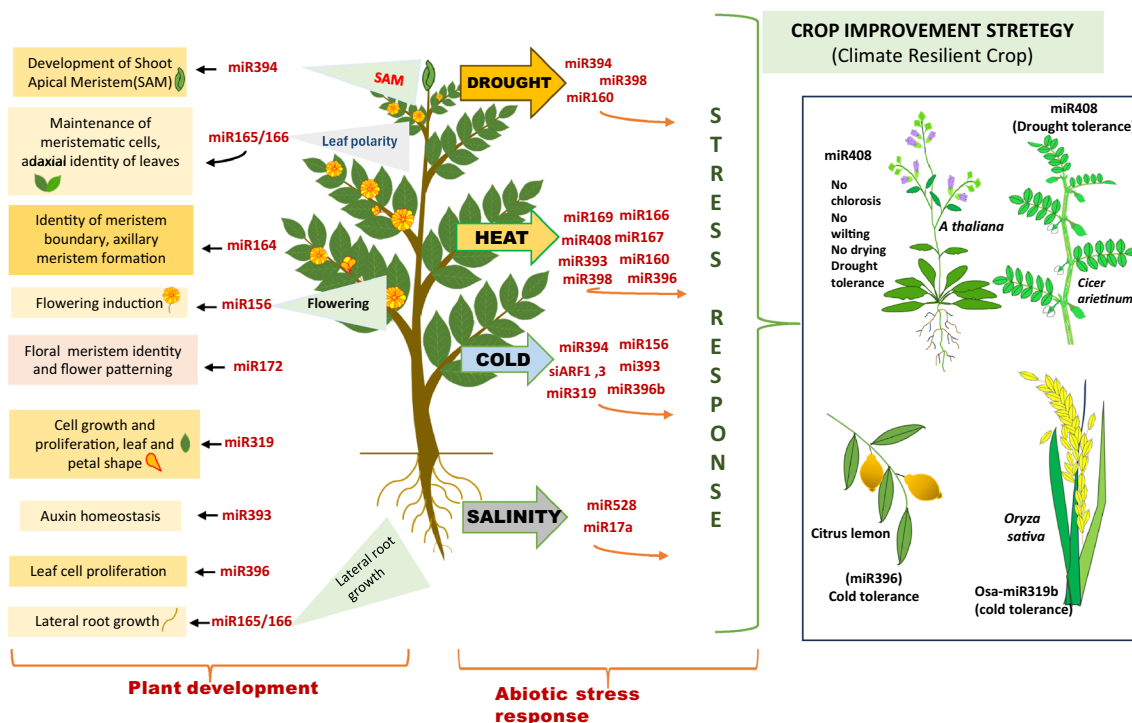 Development of Shoot
Apical Meristem(SAM)
miR394
Maintenance of
meristematic cells,
adaxial identity of leaves
miR165/166
Identity of meristem
boundary, axillary
meristem formation
miR164
Flowering induction
miR156
Floral meristem identity
and flower patterning
miR172
Cell growth and
proliferation, leaf and
petal shape
miR319
Auxin homeostasis
miR393
Leaf cell proliferation
miR396
Lateral root growth
miR165/166
Plant development
SAM
Leaf polarity
Flowering
Lateral root
growth
DROUGHT
miR394
miR398
miR160
HEAT
miR169 miR166
miR408 miR167
miR393 miR160
miR398 miR396
COLD
miR394 miR156
siARF1 ,3 mi393
miR319 miR396b
SALINITY
miR528
miR17a
Abiotic stress
response
STRESS RESPONSE
CROP IMPROVEMENT STRETEGY
(Climate Resilient Crop)
miR408
No
chlorosis
No
wilting
No drying
Drought
tolerance
A thaliana
miR408
(Drought tolerance)
Cicer
arietinum
Citrus lemon
(miR396)
Cold tolerance
Oryza
sativa
Osa-miR319b
(cold tolerance)